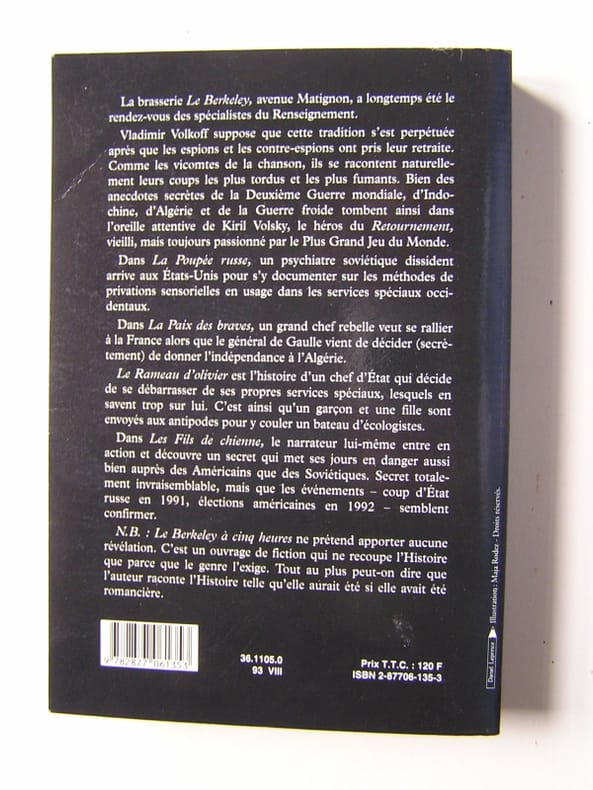 La brasserie Le Berkeley, avenue Matignon, a longtemps été le
rendez-vous des spécialistes du Renseignement.
Vladimir Volkoff suppose que cette tradition s'est perpétuée
après que les espions et les contre-espions ont pris leur retraite.
Comme les vicomtes de la chanson, ils se racontent naturelle-
ment leurs coups les plus tordus et les plus fumants. Bien des
anecdotes secrètes de la Deuxième Guerre mondiale, d'Indo-
chine, d'Algérie et de la Guerre froide tombent ainsi dans
l'oreille attentive de Kiril Volsky, le héros du Retournement,
vieilli, mais toujours passionné par le Plus Grand Jeu du Monde.
Dans La Poupée russe, un psychiatre soviétique dissident
arrive aux États-Unis pour s'y documenter sur les méthodes de
privations sensorielles en usage dans les services spéciaux occi-
dentaux.
Dans La Paix des braves, un grand chef rebelle veut se rallier
à la France alors que le général de Gaulle vient de décider (secrè-
tement) de donner l'indépendance à l'Algérie.
Le Rameau d'olivier est l'histoire d'un chef d'État qui décide
de se débarrasser de ses propres services spéciaux, lesquels en
savent trop sur lui. C'est ainsi qu'un garçon et une fille sont
envoyés aux antipodes pour y couler un bateau d'écologistes.
Dans Les Fils de chienne, le narrateur lui-même entre en
action et découvre un secret qui met ses jours en danger aussi
bien auprès des Américains que des Soviétiques. Secret totale-
ment invraisemblable, mais que les événements – coup d'État
russe en 1991, élections américaines en 1992 – semblent
confirmer.
N.B. : Le Berkeley à cinq heures ne prétend apporter aucune
révélation. C'est un ouvrage de fiction qui ne recoupe l'Histoire
que parce que le genre l'exige. Tout au plus peut-on dire que
l'auteur raconte l'Histoire telle qu'elle aurait été si elle avait été
romancière.
9 782877 061353
36.1105.0
93 VIII
Prix T.T.C. : 120 F
ISBN 2-87706-135-3
Daniel Leprince
Illustration : Maja Rodez - Droits réservés.